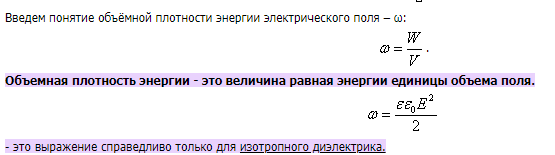 Введем понятие объёмной плотности энергии электрического поля – ω:
ω = W/V .
Объемная плотность энергии - это величина равная энергии единицы объема поля.
ω = εε₀E²/2
- это выражение справедливо только для изотропного диэлектрика.